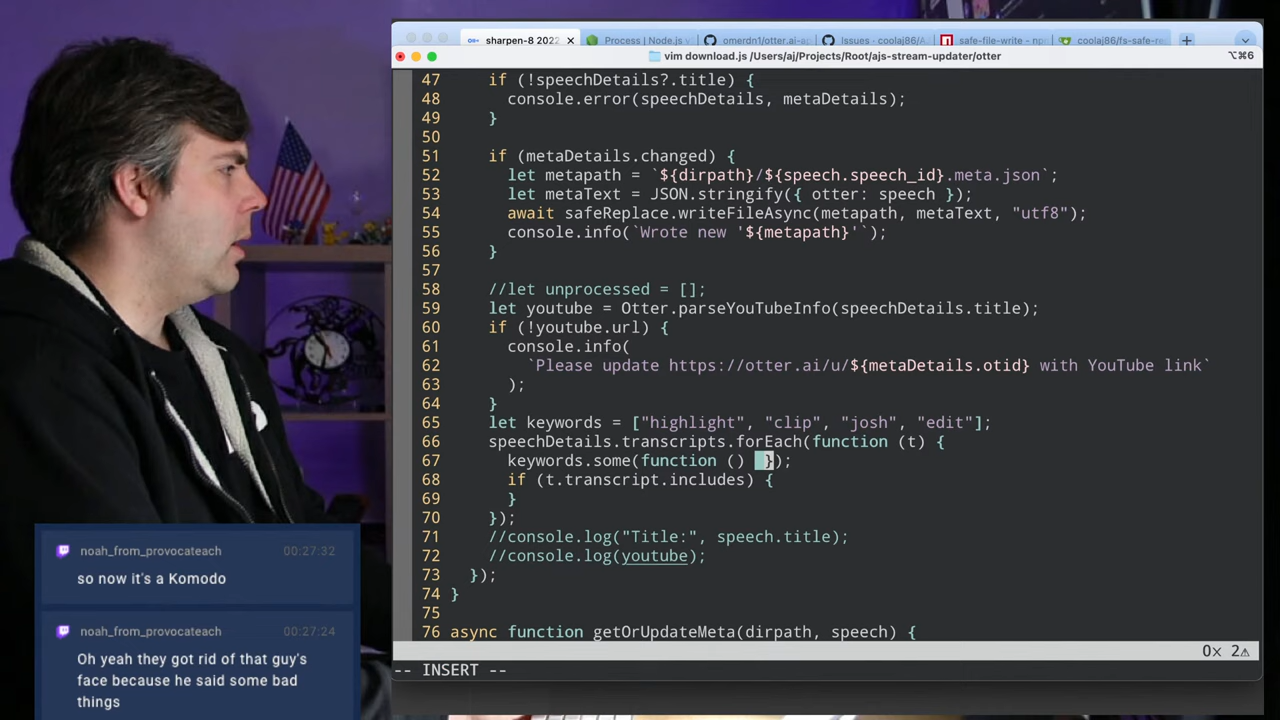 sharpen-8 2022
Process | Node.js v
omerdn1/otter.ai-ap
Issues · coolaj86/A
safe-file-write - npm
coolaj86/fs-safe-re
vim download.js /Users/aj/Projects/Root/ajs-stream-updater/otter
⌥⌘6
47 if (!speechDetails?.title) {
48 console.error(speechDetails, metaDetails);
49 }
50
51 if (metaDetails.changed) {
52 let metapath = `${dirpath}/${speech.speech_id}.meta.json`;
53 let metaText = JSON.stringify({ otter: speech });
54 await safeReplace.writeFileAsync(metapath, metaText, "utf8");
55 console.info(`Wrote new '${metapath}'`);
56 }
57
58 //let unprocessed = [];
59 let youtube = Otter.parseYouTubeInfo(speechDetails.title);
60 if (!youtube.url) {
61 console.info(
62 `Please update https://otter.ai/u/${metaDetails.otid} with YouTube link`
63 );
64 }
65 let keywords = ["highlight", "clip", "josh", "edit"];
66 speechDetails.transcripts.forEach(function (t) {
67 keywords.some(function () });
68 if (t.transcript.includes) {
69 }
70 });
71 //console.log("Title:", speech.title);
72 //console.log(youtube);
73 });
74 }
75
76 async function getOrUpdateMeta(dirpath, speech) {
0× 2⚠
-- INSERT --
noah_from_provocateach 00:27:32
so now it's a Komodo
noah_from_provocateach 00:27:24
Oh yeah they got rid of that guy's
face because he said some bad
things